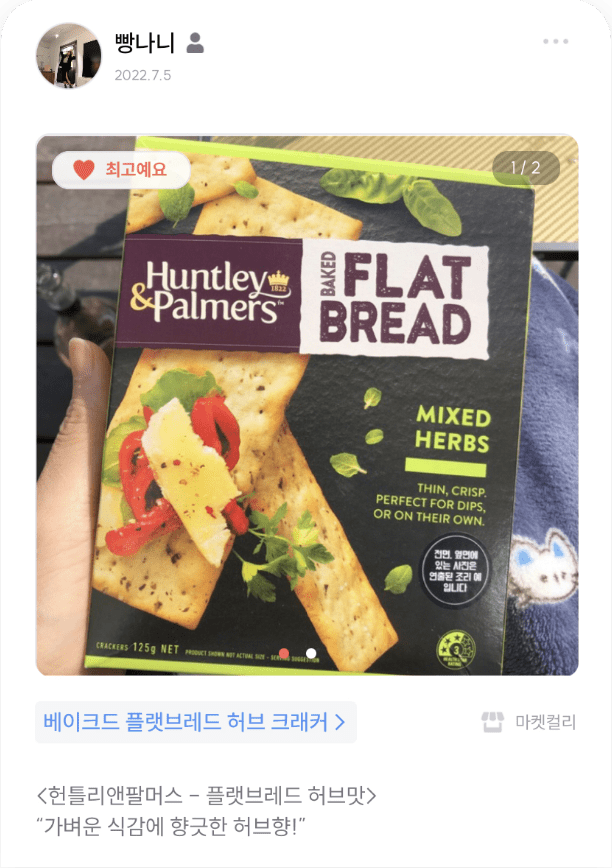 빵나니
2022.7.5
최고예요
1 / 2
Huntley
1822
&Palmers™
BAKED
FLAT
BREAD
MIXED
HERBS
THIN, CRISP.
PERFECT FOR DIPS,
OR ON THEIR OWN.
전면, 옆면에
있는 사진은
연출된 조리 예
입니다
CRACKERS 125g NET PRODUCT SHOWN NOT ACTUAL SIZE - SERVING SUGGESTION
3
HEALTH STAR
RATING
베이크드 플랫브레드 허브 크래커 >
마켓컬리
<헌틀리앤팔머스 - 플랫브레드 허브맛>
“가벼운 식감에 향긋한 허브향!”